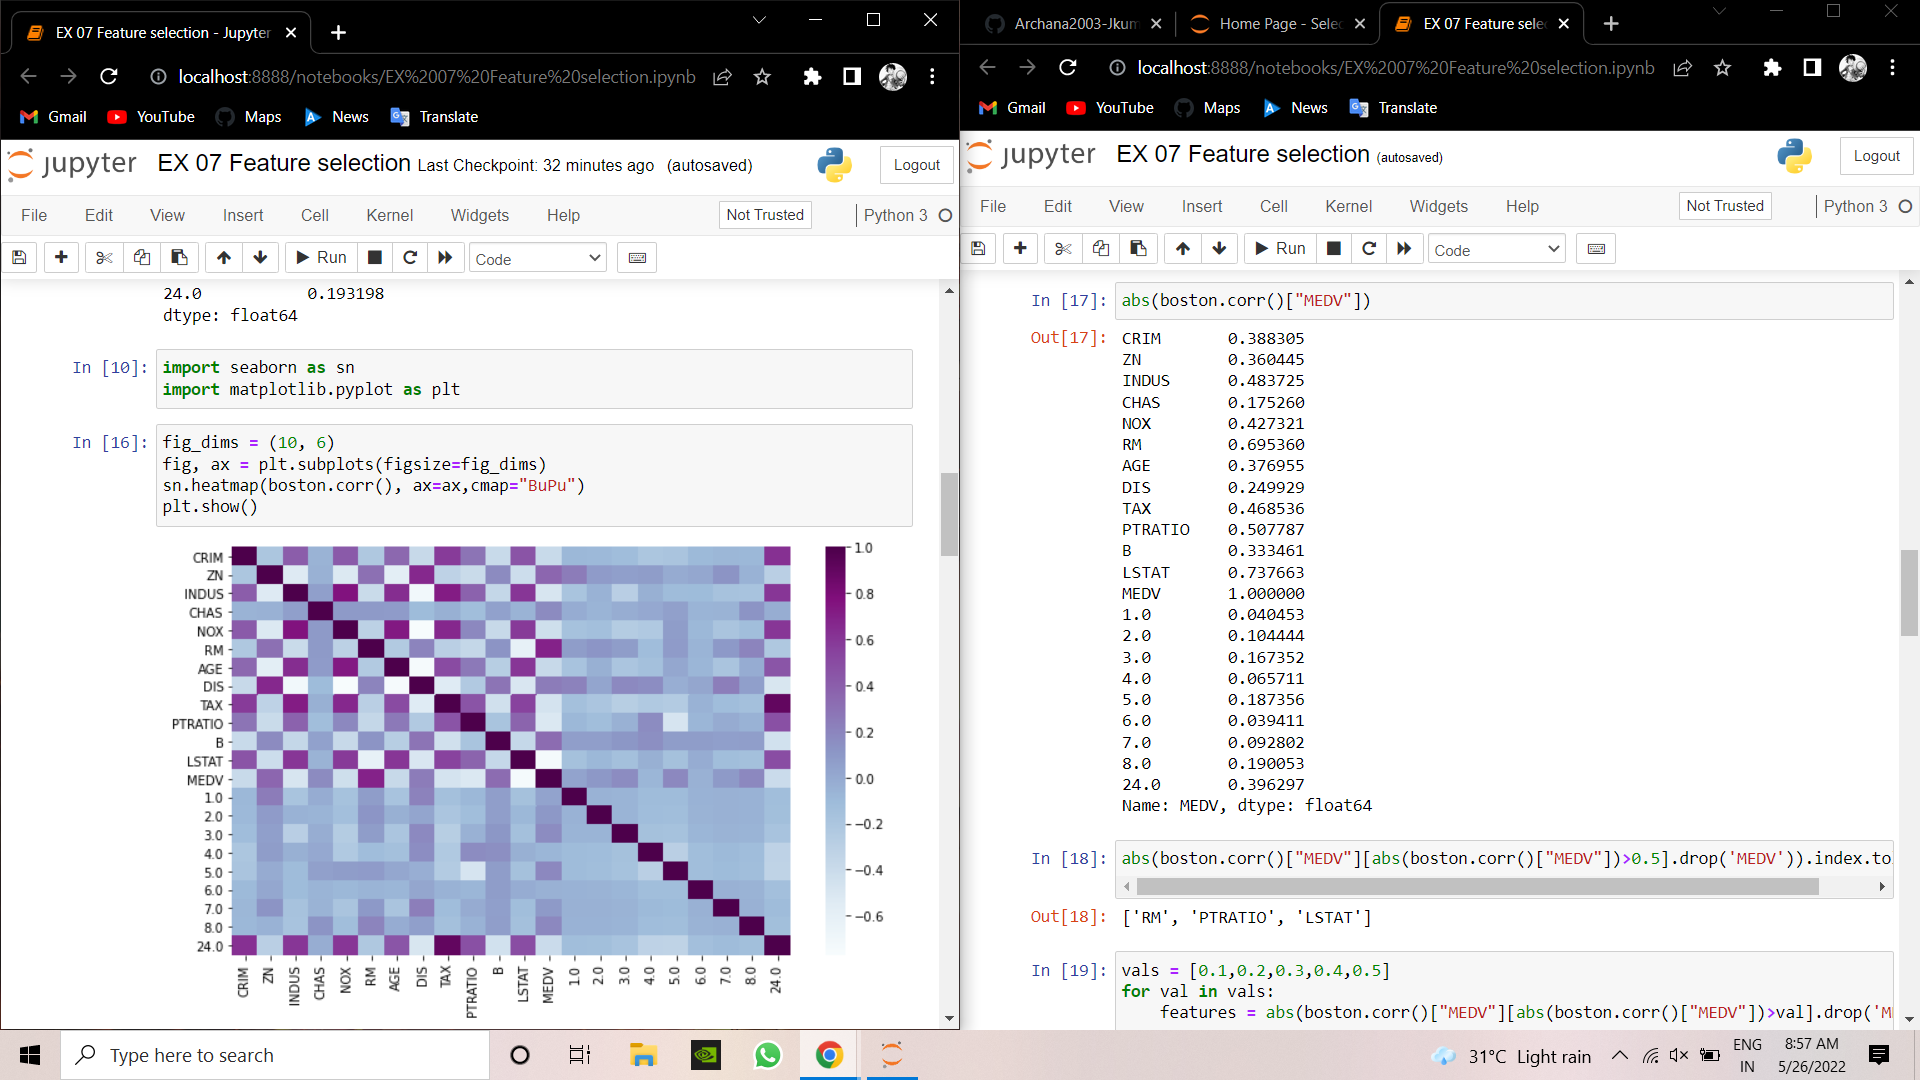 EX 07 Feature selection - Jupyter
localhost:8888/notebooks/EX%2007%20Feature%20selection.ipynb
Gmail YouTube Maps News Translate
jupyter EX 07 Feature selection Last Checkpoint: 32 minutes ago (autosaved) Logout
File Edit View Insert Cell Kernel Widgets Help Not Trusted Python 3
Run Code
24.0 0.193198
dtype: float64
In [10]: import seaborn as sn
import matplotlib.pyplot as plt
In [16]: fig_dims = (10, 6)
fig, ax = plt.subplots(figsize=fig_dims)
sn.heatmap(boston.corr(), ax=ax,cmap="BuPu")
plt.show()
CRIM
ZN
INDUS
CHAS
NOX
RM
AGE
DIS
TAX
PTRATIO
B
LSTAT
MEDV
1.0
2.0
3.0
4.0
5.0
6.0
7.0
8.0
24.0
CRIM ZN INDUS CHAS NOX RM AGE DIS TAX PTRATIO B LSTAT MEDV 1.0 2.0 3.0 4.0 5.0 6.0 7.0 8.0 24.0
1.0
0.8
0.6
0.4
0.2
0.0
−0.2
−0.4
−0.6
Archana2003-Jkum Home Page - Selec EX 07 Feature sele
localhost:8888/notebooks/EX%2007%20Feature%20selection.ipynb
Gmail YouTube Maps News Translate
jupyter EX 07 Feature selection (autosaved) Logout
File Edit View Insert Cell Kernel Widgets Help Not Trusted Python 3
Run Code
In [17]: abs(boston.corr()["MEDV"])
Out[17]: CRIM 0.388305
ZN 0.360445
INDUS 0.483725
CHAS 0.175260
NOX 0.427321
RM 0.695360
AGE 0.376955
DIS 0.249929
TAX 0.468536
PTRATIO 0.507787
B 0.333461
LSTAT 0.737663
MEDV 1.000000
1.0 0.040453
2.0 0.104444
3.0 0.167352
4.0 0.065711
5.0 0.187356
6.0 0.039411
7.0 0.092802
8.0 0.190053
24.0 0.396297
Name: MEDV, dtype: float64
In [18]: abs(boston.corr()["MEDV"][abs(boston.corr()["MEDV"])>0.5].drop('MEDV')).index.to
Out[18]: ['RM', 'PTRATIO', 'LSTAT']
In [19]: vals = [0.1,0.2,0.3,0.4,0.5]
for val in vals:
features = abs(boston.corr()["MEDV"][abs(boston.corr()["MEDV"])>val].drop('M
Type here to search
31°C Light rain
ENG
IN
8:57 AM
5/26/2022